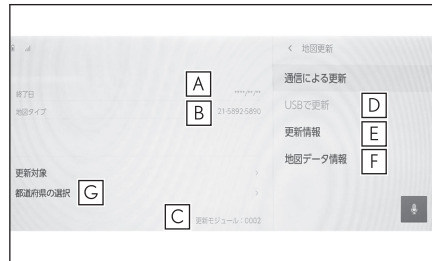 終了日
A
****/**/**
地図タイプ
B
21-5892-5890
更新対象
都道府県の選択
G
C
更新モジュール：0002
地図更新
通信による更新
USBで更新
D
更新情報
E
地図データ情報
F